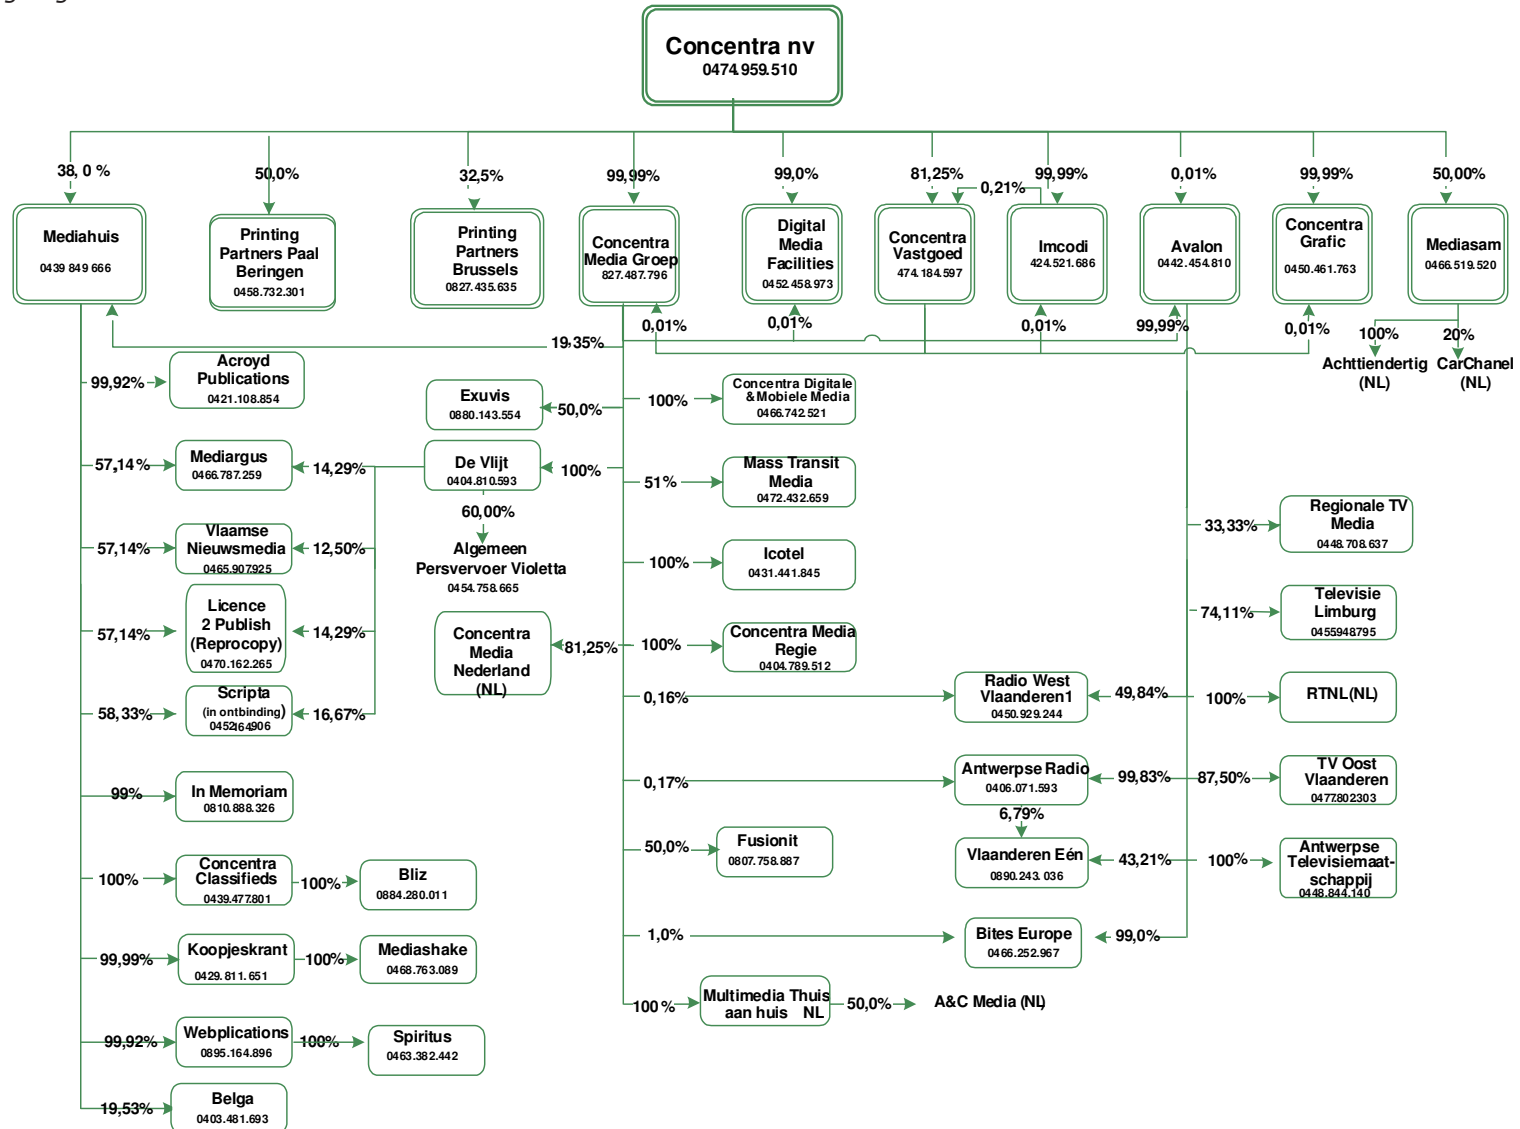 Concentra nv
0474.959.510
38, 0 %
50,0%
32,5%
99,99%
99,0%
81,25%
0,21%
99,99%
0,01%
99,99%
50,00%
Mediahuis
0439 849 666
Printing
Partners Paal
Beringen
0458.732.301
Printing
Partners
Brussels
0827.435.635
Concentra
Media Groep
827.487.796
Digital
Media
Facilities
0452.458.973
Concentra
Vastgoed
474.184.597
Imcodi
424.521.686
Avalon
0442.454.810
Concentra
Grafic
0450.461.763
Mediasam
0466.519.520
19,35%
0,01%
0,01%
0,01%
99,99%
0,01%
100%
20%
Achttiendertig
(NL)
CarChanel
(NL)
99,92%
Acroyd
Publications
0421.108.854
Exuvis
0880.143.554
50,0%
100%
Concentra Digitale
& Mobiele Media
0466.742.521
57,14%
Mediargus
0466.787.259
14,29%
De Vlijt
0404.810.593
100%
51%
Mass Transit
Media
0472.432.659
60,00%
Algemeen
Persvervoer Violetta
0454.758.665
33,33%
Regionale TV
Media
0448.708.637
57,14%
Vlaamse
Nieuwsmedia
0465.907.925
12,50%
100%
Icotel
0431.441.845
57,14%
Licence
2 Publish
(Reprocopy)
0470.162.265
14,29%
Concentra
Media
Nederland
(NL)
81,25%
100%
Concentra Media
Regie
0404.789.512
74,11%
Televisie
Limburg
0455948.795
58,33%
Scripta
(in ontbinding)
0452164.906
16,67%
0,16%
Radio West
Vlaanderen1
0450.929.244
49,84%
100%
RTNL(NL)
99%
In Memoriam
0810.888.326
0,17%
Antwerpse Radio
0406.071.593
99,83%
87,50%
TV Oost
Vlaanderen
0477.802303
6,79%
50,0%
Fusionit
0807.758.887
Vlaanderen Eén
0890.243. 036
43,21%
100%
Antwerpse
Televisiemaat-
schappij
0448.844.140
100%
Concentra
Classifieds
0439.477.801
100%
Bliz
0884.280.011
99,99%
Koopjeskrant
0429.811.651
100%
Mediashake
0468.763.089
1,0%
Bites Europe
0466.252.967
99,0%
100 %
Multimedia Thuis
aan huis NL
50,0%
A&C Media (NL)
99,92%
Webplications
0895.164.896
100%
Spiritus
0463.382.442
19,53%
Belga
0403.481.693